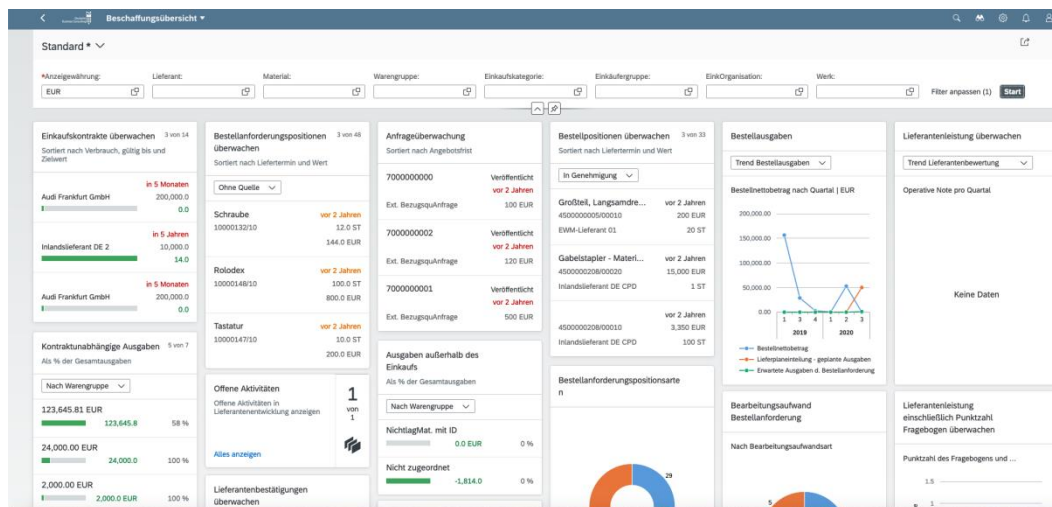 Beschaffungsübersicht
Standard *
*Anzeigewährung:
EUR
Lieferant:
Material:
Warengruppe:
Einkaufskategorie:
Einkäufergruppe:
EinkOrganisation:
Werk:
Filter anpassen (1)
Start
Einkaufskontrakte überwachen 3 von 14
Sortiert nach Verbrauch, gültig bis und
Zielwert
in 5 Monaten
Audi Frankfurt GmbH 200,000.0
0.0
in 5 Jahren
Inlandslieferant DE 2 10,000.0
14.0
in 5 Monaten
Audi Frankfurt GmbH 200,000.0
0.0
Kontraktunabhängige Ausgaben 5 von 7
Als % der Gesamtausgaben
Nach Warengruppe
123,645.81 EUR
123,645.8 58 %
24,000.00 EUR
24,000.0 100 %
2,000.00 EUR
2,000.0 EUR 100 %
Bestellanforderungspositionen 3 von 48
überwachen
Sortiert nach Liefertermin und Wert
Ohne Quelle
Schraube vor 2 Jahren
10000132/10 12.0 ST
144.0 EUR
Rolodex vor 2 Jahren
10000148/10 100.0 ST
800.0 EUR
Tastatur vor 2 Jahren
10000147/10 10.0 ST
200.0 EUR
Offene Aktivitäten
Offene Aktivitäten in
Lieferantenentwicklung anzeigen
1
von
1
Alles anzeigen
Lieferantenbestätigungen
überwachen
Anfrageüberwachung
Sortiert nach Angebotsfrist
7000000000 Veröffentlicht
vor 2 Jahren
Ext. BezugsquAnfrage 100 EUR
7000000002 Veröffentlicht
vor 2 Jahren
Ext. BezugsquAnfrage 120 EUR
7000000001 Veröffentlicht
vor 2 Jahren
Ext. BezugsquAnfrage 500 EUR
Ausgaben außerhalb des
Einkaufs
Als % der Gesamtausgaben
Nach Warengruppe
NichtlagMat. mit ID
0.0 EUR 0 %
Nicht zugeordnet
-1,814.0 0 %
Bestellpositionen überwachen 3 von 33
Sortiert nach Liefertermin und Wert
In Genehmigung
Großteil, Langsamdre... vor 2 Jahren
4500000005/00010 200 EUR
EWM-Lieferant 01 20 ST
Gabelstapler - Materi... vor 2 Jahren
4500000208/00020 15,000 EUR
Inlandslieferant DE CPD 1 ST
vor 2 Jahren
4500000208/00010 3,350 EUR
Inlandslieferant DE CPD 100 ST
Bestellanforderungspositionsarte
n
29
Bestellausgaben
Trend Bestellausgaben
Bestellnettobetrag nach Quartal | EUR
200,000.00
150,000.00
100,000.00
50,000.00
0.00
1 3 4 1 2 3
2019 2020
Bestellnettobetrag
Lieferplaneinteilung - geplante Ausgaben
Erwartete Ausgaben d. Bestellanforderung
Bearbeitungsaufwand
Bestellanforderung
Nach Bearbeitungsaufwandsart
5
Lieferantenleistung überwachen
Trend Lieferantenbewertung
Operative Note pro Quartal
Keine Daten
Lieferantenleistung
einschließlich Punktzahl
Fragebogen überwachen
Punktzahl des Fragebogens und ...
1.5
1